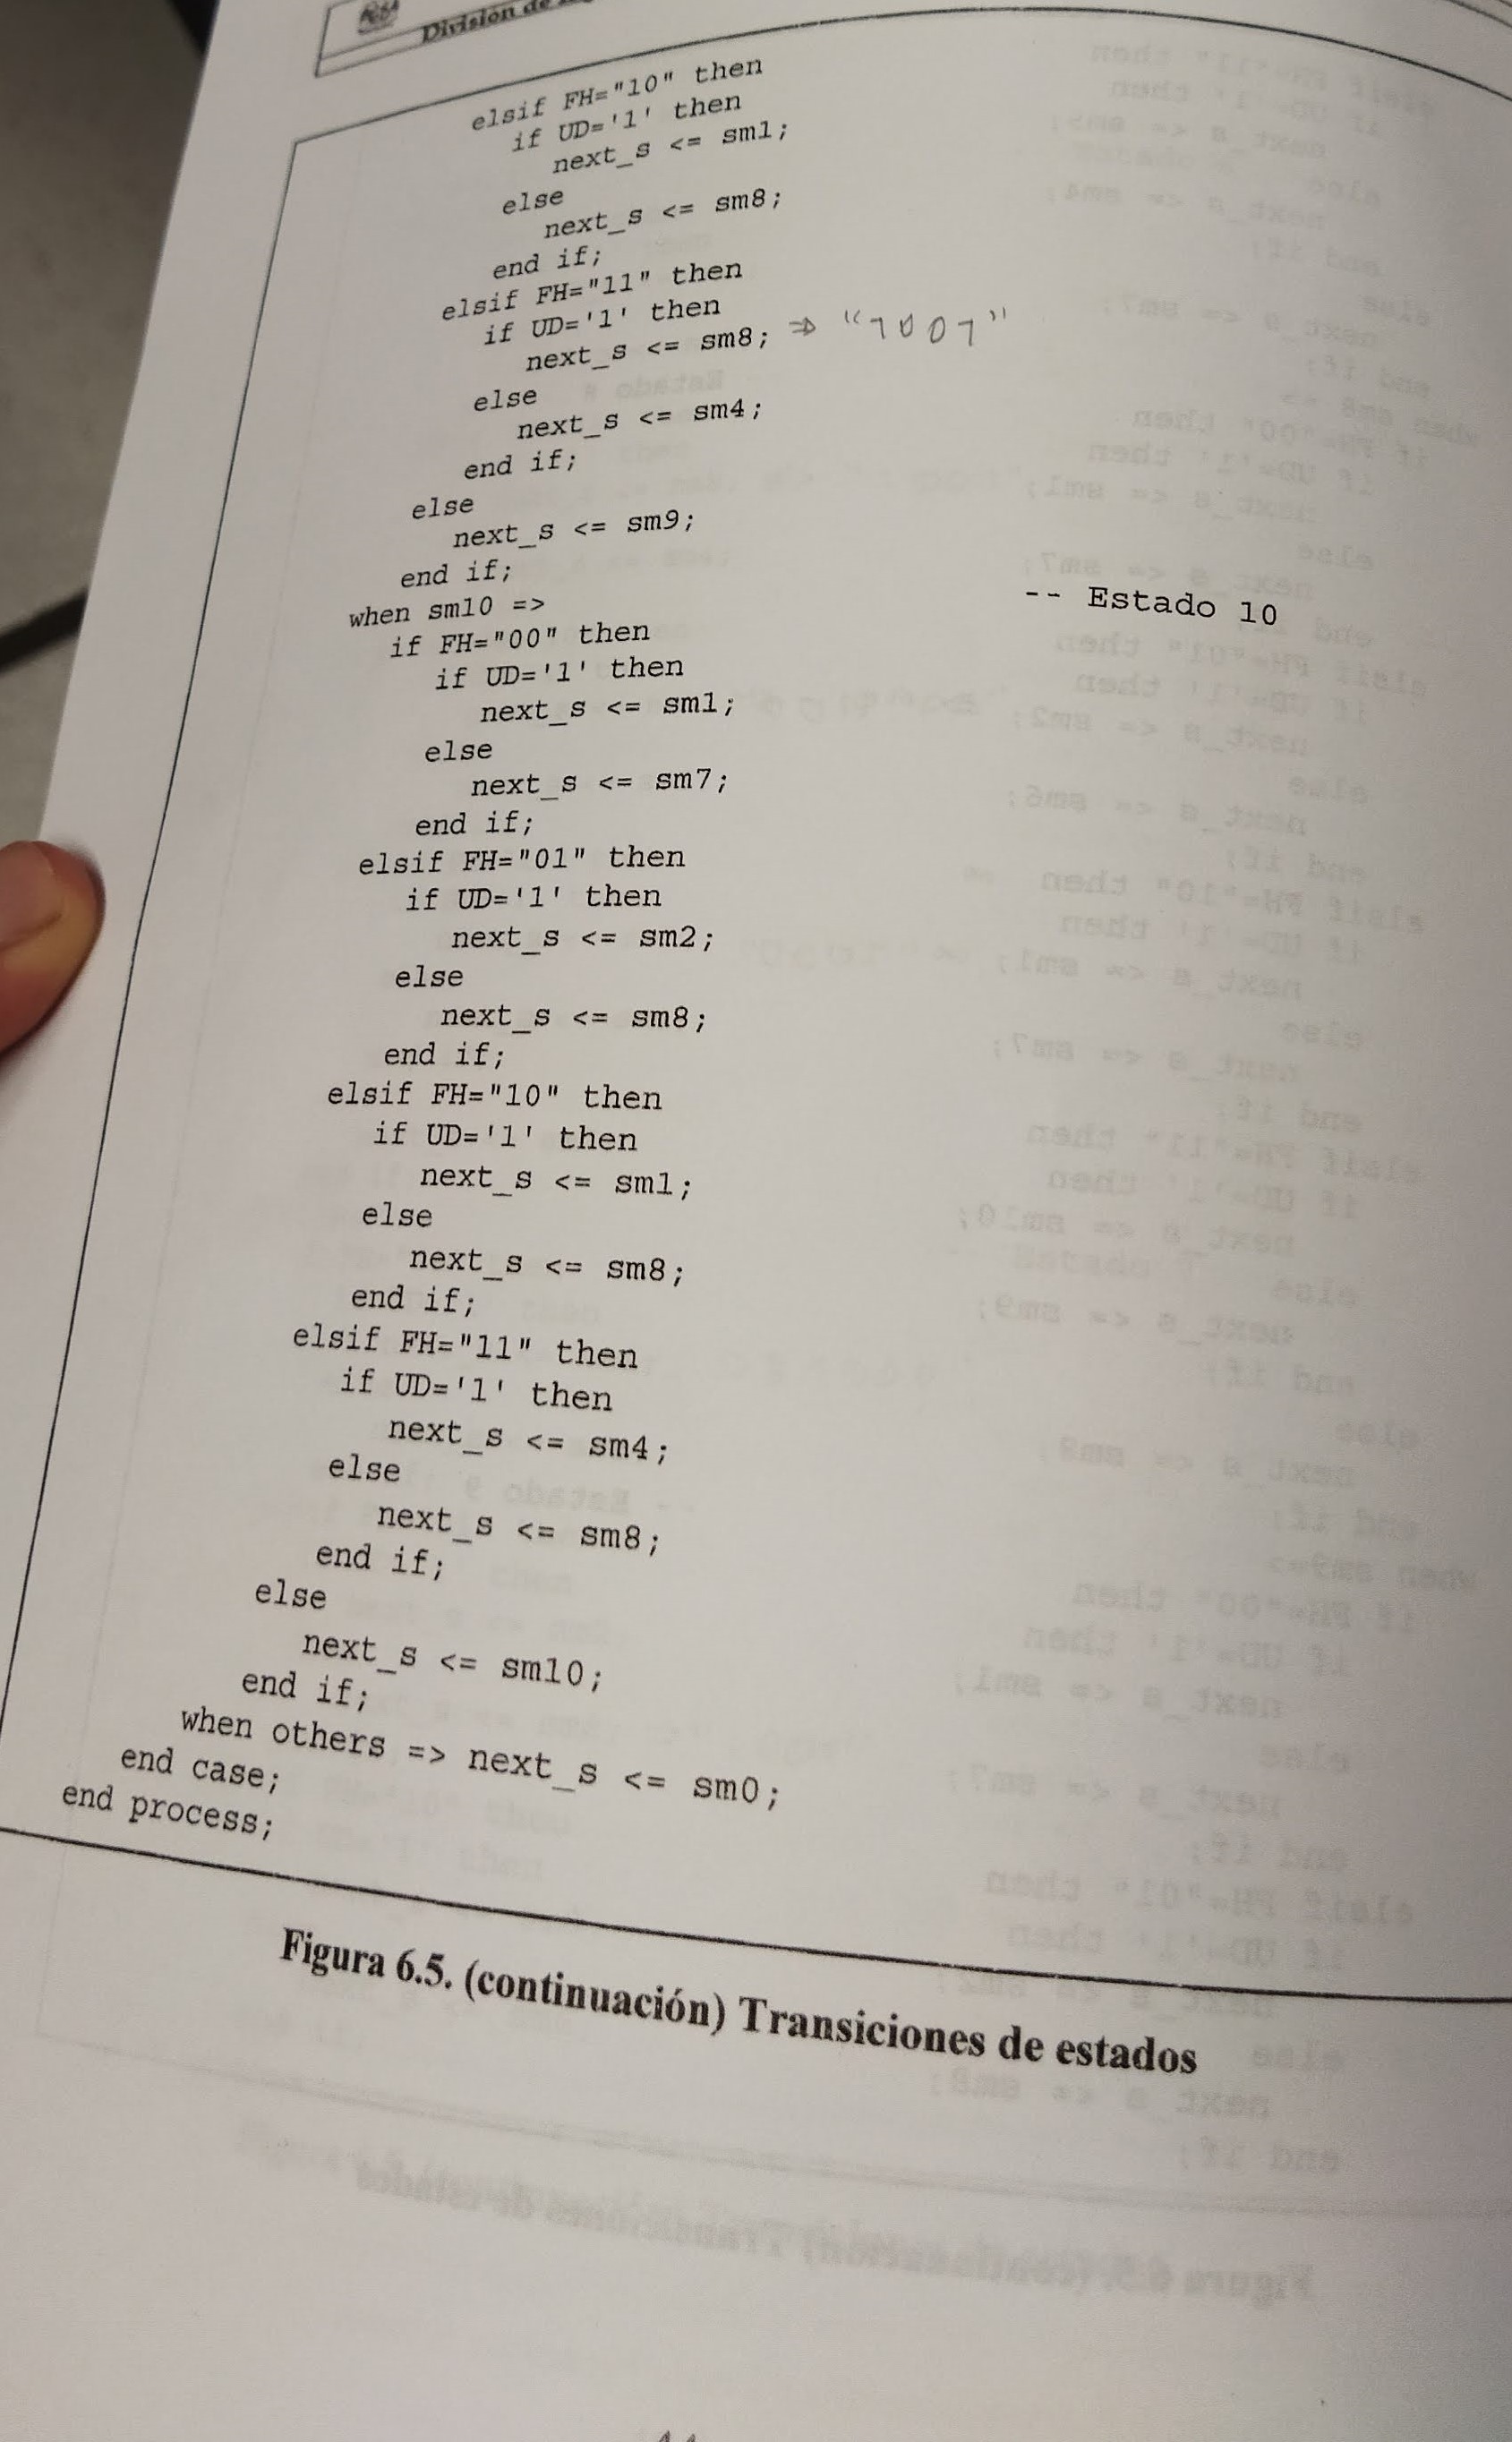 División de
elsif FH="10" then
if UD='1' then
next_s <= sm1;
else
next_s <= sm8;
end if;
elsif FH="11" then
if UD='1' then
next_s <= sm8; => "1001"
else
next_s <= sm4;
end if;
else
next_s <= sm9;
end if;
when sm10 => -- Estado 10
if FH="00" then
if UD='1' then
next_s <= sm1;
else
next_s <= sm7;
end if;
elsif FH="01" then
if UD='1' then
next_s <= sm2;
else
next_s <= sm8;
end if;
elsif FH="10" then
if UD='1' then
next_s <= sm1;
else
next_s <= sm8;
end if;
elsif FH="11" then
if UD='1' then
next_s <= sm4;
else
next_s <= sm8;
end if;
else
next_s <= sm10;
end if;
when others => next_s <= sm0;
end case;
end process;
Figura 6.5. (continuación) Transiciones de estados